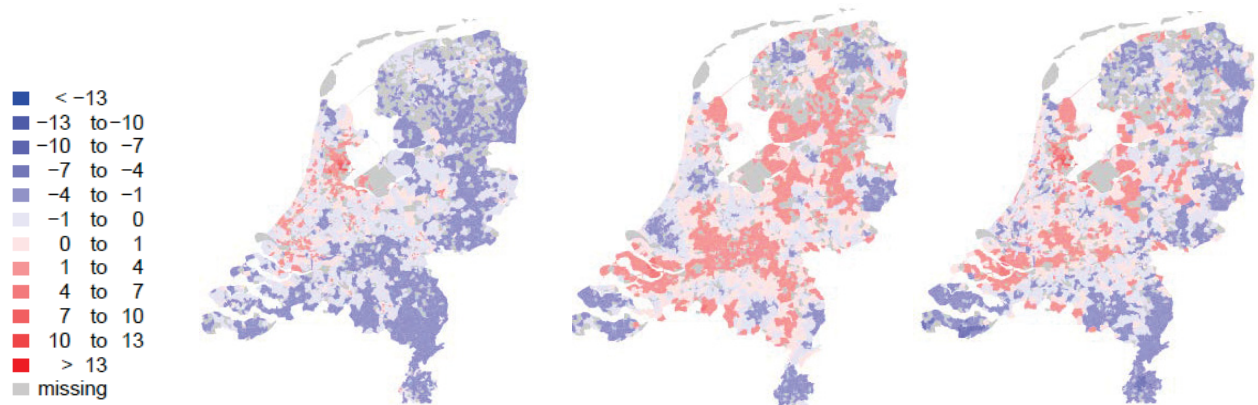 < −13
−13 to −10
−10 to −7
−7 to −4
−4 to −1
−1 to 0
0 to 1
1 to 4
4 to 7
7 to 10
10 to 13
> 13
missing